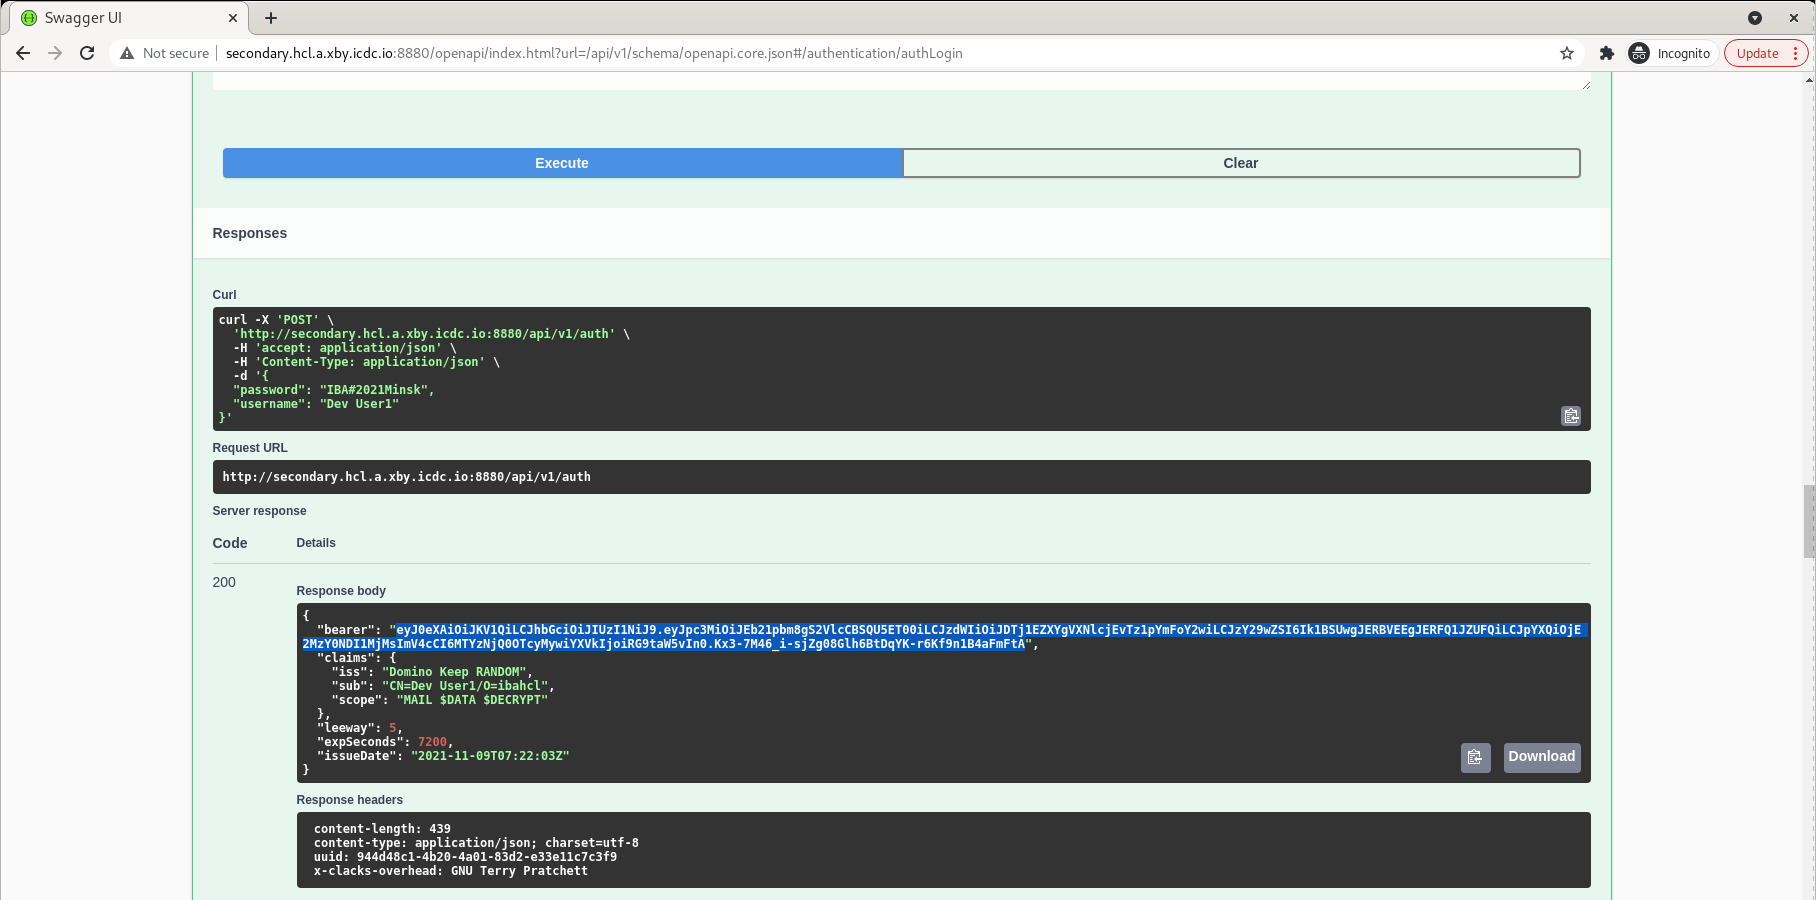 Swagger UI
Not secure
secondary.hcl.a.xby.icdc.io:8880/openapi/index.html?url=/api/v1/schema/openapi.core.json#/authentication/authLogin
Incognito
Update
Execute
Clear
Responses
Curl
curl -X 'POST' \
'http://secondary.hcl.a.xby.icdc.io:8880/api/v1/auth' \
-H 'accept: application/json' \
-H 'Content-Type: application/json' \
-d '{
"password": "IBA#2021Minsk",
"username": "Dev User1"
}'
Request URL
http://secondary.hcl.a.xby.icdc.io:8880/api/v1/auth
Server response
Code
Details
200
Response body
{
"bearer": "eyJ0eXAiOiJKV1QiLCJhbGciOiJIUzI1NiJ9.eyJpc3MiOiJEb21pbm8gS2VlcCBSQU5ET00iLCJzdWIiOiJDTj1EZXYgVXNlcjEvTz1pYmFoY2wiLCJzY29wZSI6Ik1BSUwgJERBVEEgJERFQ1JZUFQiLCJpYXQiOjE
2MzY0NDI1MjMsImV4cCI6MTYzNjQ0OTcyMywiYXVkIjoiRG9taW5vIn0.Kx3-7M46_i-sjZg08Glh6BtDqYK-r6Kf9n1B4aFmFtA",
"claims": {
"iss": "Domino Keep RANDOM",
"sub": "CN=Dev User1/O=ibahcl",
"scope": "MAIL $DATA $DECRYPT"
},
"leeway": 5,
"expSeconds": 7200,
"issueDate": "2021-11-09T07:22:03Z"
}
Download
Response headers
content-length: 439
content-type: application/json; charset=utf-8
uuid: 944d48c1-4b20-4a01-83d2-e33e11c7c3f9
x-clacks-overhead: GNU Terry Pratchett